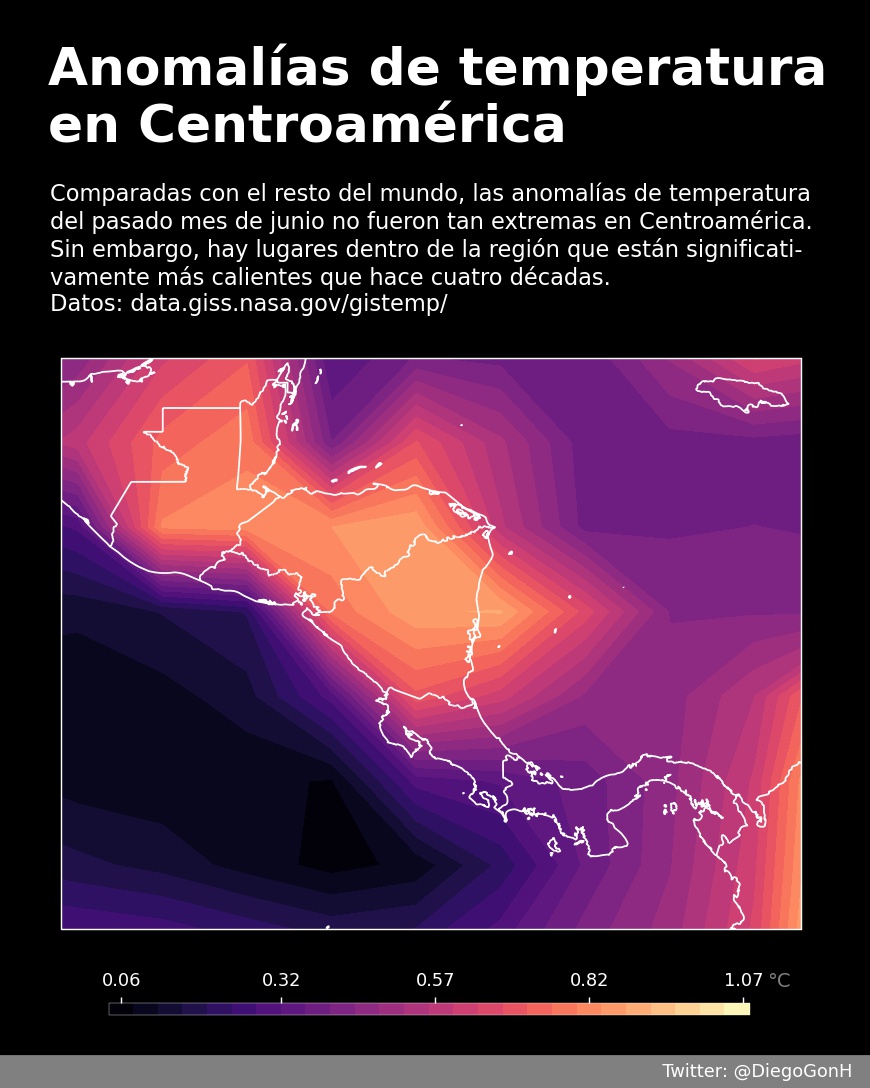 Anomalías de temperatura
en Centroamérica
Comparadas con el resto del mundo, las anomalías de temperatura
del pasado mes de junio no fueron tan extremas en Centroamérica.
Sin embargo, hay lugares dentro de la región que están significati-
vamente más calientes que hace cuatro décadas.
Datos: data.giss.nasa.gov/gistemp/
0.06 0.32 0.57 0.82 1.07 °C
Twitter: @DiegoGonH